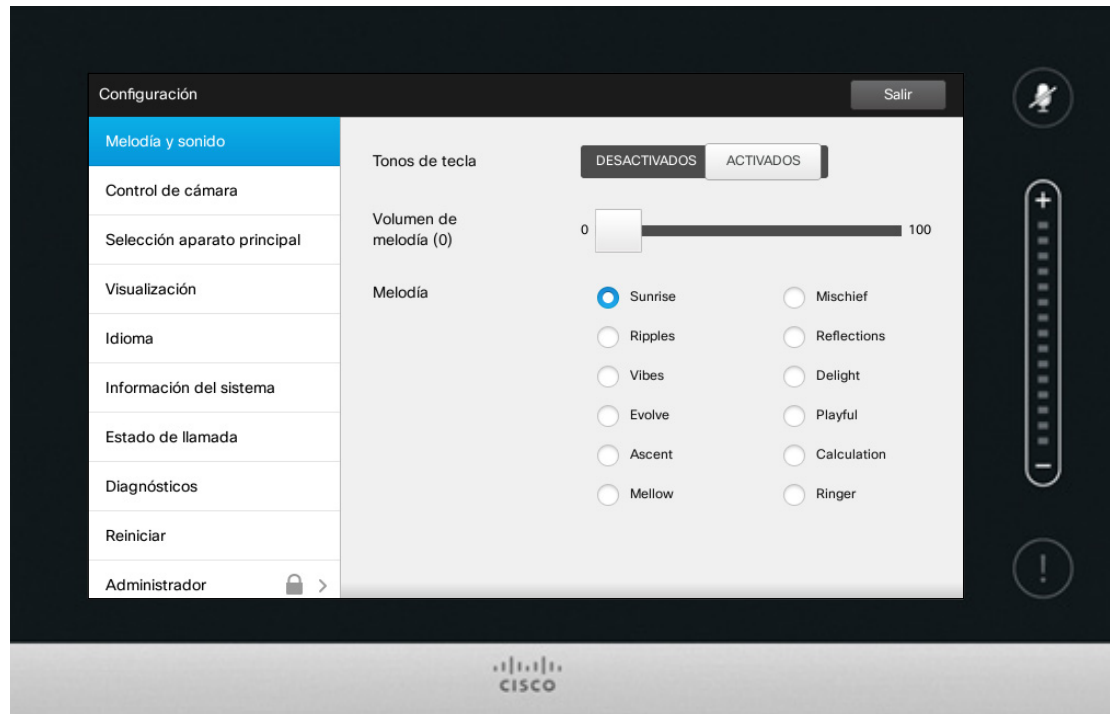 Configuración
Salir
Melodía y sonido
Control de cámara
Selección aparato principal
Visualización
Idioma
Información del sistema
Estado de llamada
Diagnósticos
Reiniciar
Administrador
Tonos de tecla
DESACTIVADOS
ACTIVADOS
Volumen de
melodía (0)
0
100
Melodía
Sunrise
Mischief
Ripples
Reflections
Vibes
Delight
Evolve
Playful
Ascent
Calculation
Mellow
Ringer
+
−
!
CISCO